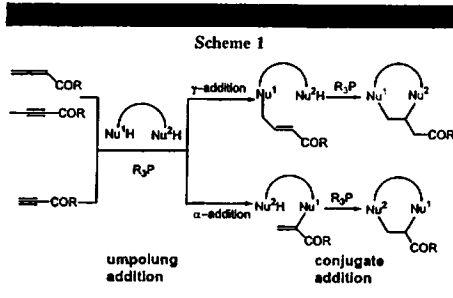 Scheme 1
COR
COR
COR
Nu¹H Nu²H
R₃P
γ-addition
Nu¹ Nu²H
COR
R₃P
Nu¹ Nu²
COR
α-addition
Nu²H Nu¹
COR
R₃P
Nu² Nu¹
COR
umpolung
addition
conjugate
addition